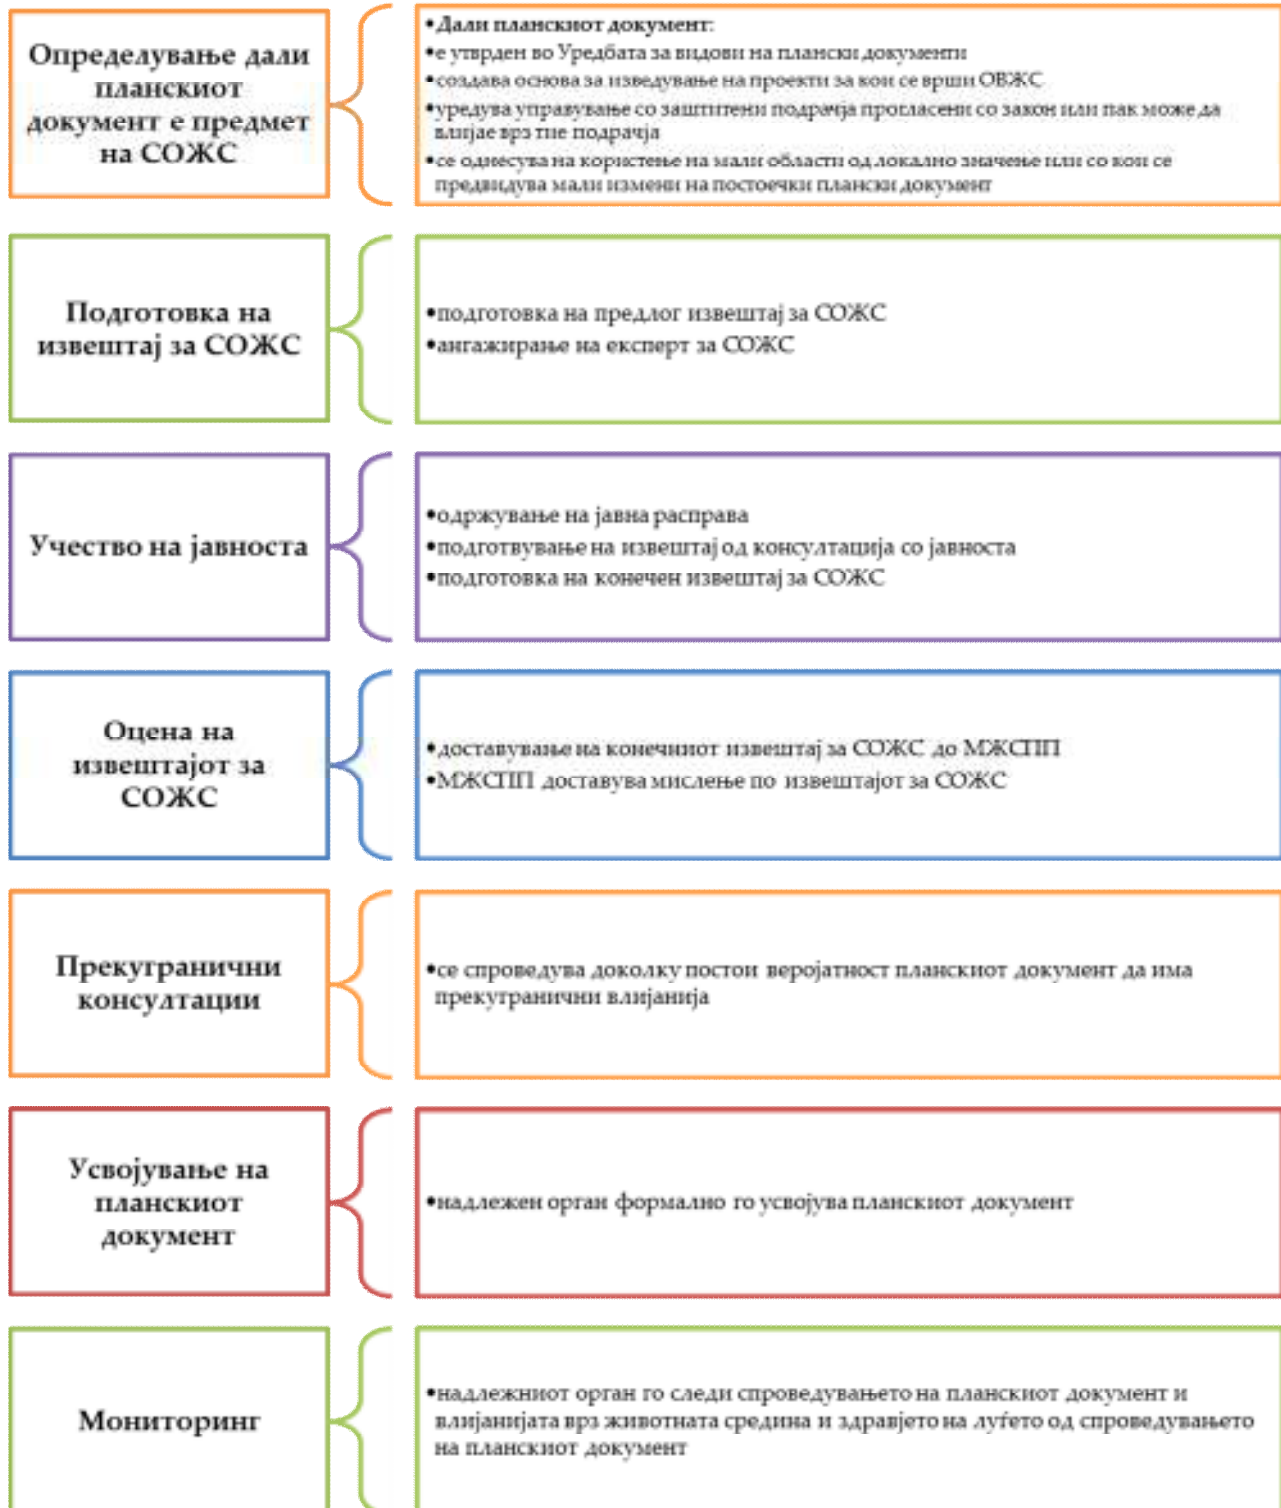 Определување дали
планскиот
документ е предмет
на СОЖС
•Дали планскиот документ:
•е утврден во Уредбата за видови на плански документи
•создава основа за изведување на проекти за кои се врши ОВЖС
•уредува управување со заштитени подрачја прогласени со закон или пак може да
влијае врз тие подрачја
•се однесува на користење на мали области од локално значење или со кои се
предвидува мали измени на постоечки плански документ
Подготовка на
извештај за СОЖС
•подготовка на предлог извештај за СОЖС
•ангажирање на експерт за СОЖС
Учество на јавноста
•одржување на јавна расправа
•подготвување на извештај од консултација со јавноста
•подготовка на конечен извештај за СОЖС
Оцена на
извештајот за
СОЖС
•доставување на конечниот извештај за СОЖС до МЖСПП
•МЖСПП доставува мислење по извештајот за СОЖС
Прекугранични
консултации
•се спроведува доколку постои веројатност планскиот документ да има
прекугранични влијанија
Усвојување на
планскиот
документ
•надлежен орган формално го усвојува планскиот документ
Мониторинг
•надлежниот орган го следи спроведувањето на планскиот документ и
влијанијата врз животната средина и здравјето на луѓето од спроведувањето
на планскиот документ